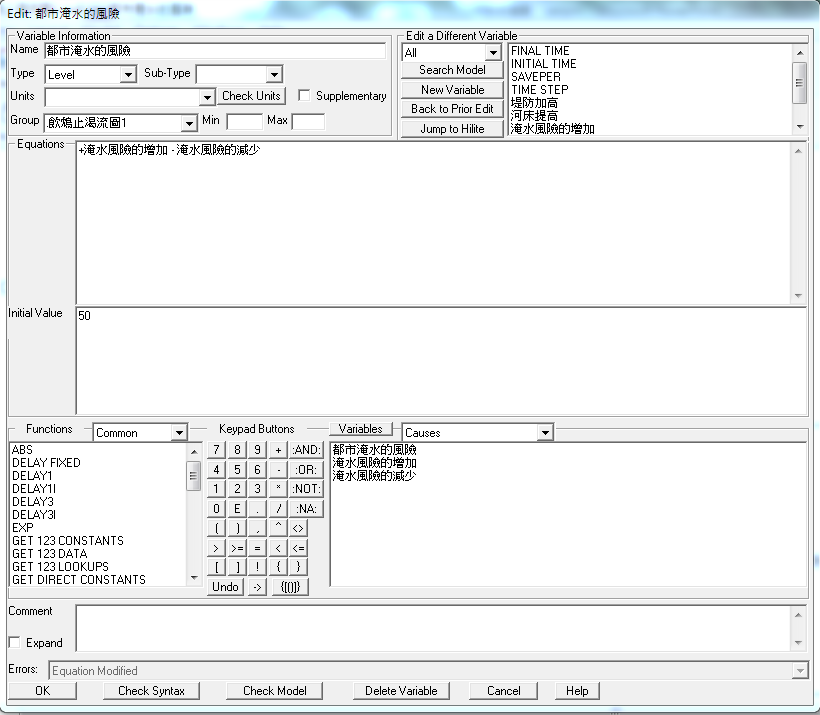 Edit: 都市淹水的風險
Variable Information
Name 都市淹水的風險
Type Level Sub-Type
Units Check Units Supplementary
Group .飲鴆止渴流圖1 Min Max
Edit a Different Variable
All
Search Model
New Variable
Back to Prior Edit
Jump to Hilite
FINAL TIME
INITIAL TIME
SAVEPER
TIME STEP
堤防加高
河床提高
淹水風險的增加
Equations
+淹水風險的增加 - 淹水風險的減少
Initial Value
50
Functions Common
ABS
DELAY FIXED
DELAY1
DELAY1I
DELAY3
DELAY3I
EXP
GET 123 CONSTANTS
GET 123 DATA
GET 123 LOOKUPS
GET DIRECT CONSTANTS
Keypad Buttons
7 8 9 + :AND:
4 5 6 - :OR:
1 2 3 * :NOT:
0 E . / :NA:
( ) , ^ <>
> >= = < <=
[ ] ! { }
Undo -> {[()]}
Variables Causes
都市淹水的風險
淹水風險的增加
淹水風險的減少
Comment
Expand
Errors: Equation Modified
OK Check Syntax Check Model Delete Variable Cancel Help